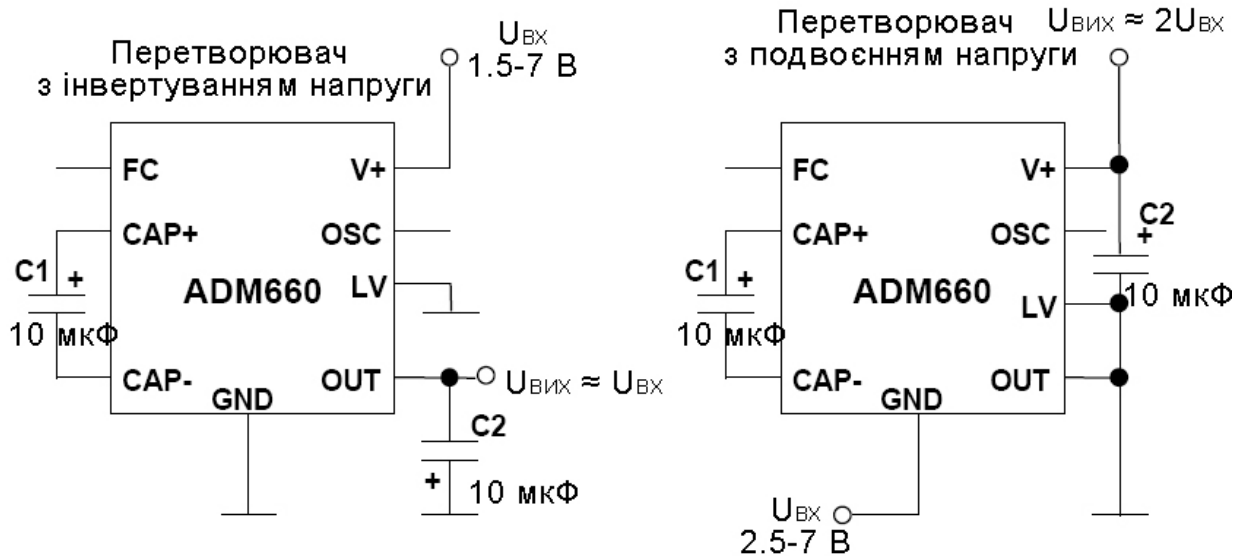 Перетворювач
з інвертуванням напруги
UВХ
1.5-7 В
FC
V+
CAP+
OSC
C1
+
LV
ADM660
10 мкФ
CAP-
OUT
GND
UВИХ ≈ UВХ
C2
+
10 мкФ
Перетворювач
з подвоєнням напруги
UВИХ ≈ 2UВХ
FC
V+
C2
CAP+
OSC
+
C1
+
ADM660
LV
10 мкФ
10 мкФ
CAP-
OUT
GND
UВХ
2.5-7 В